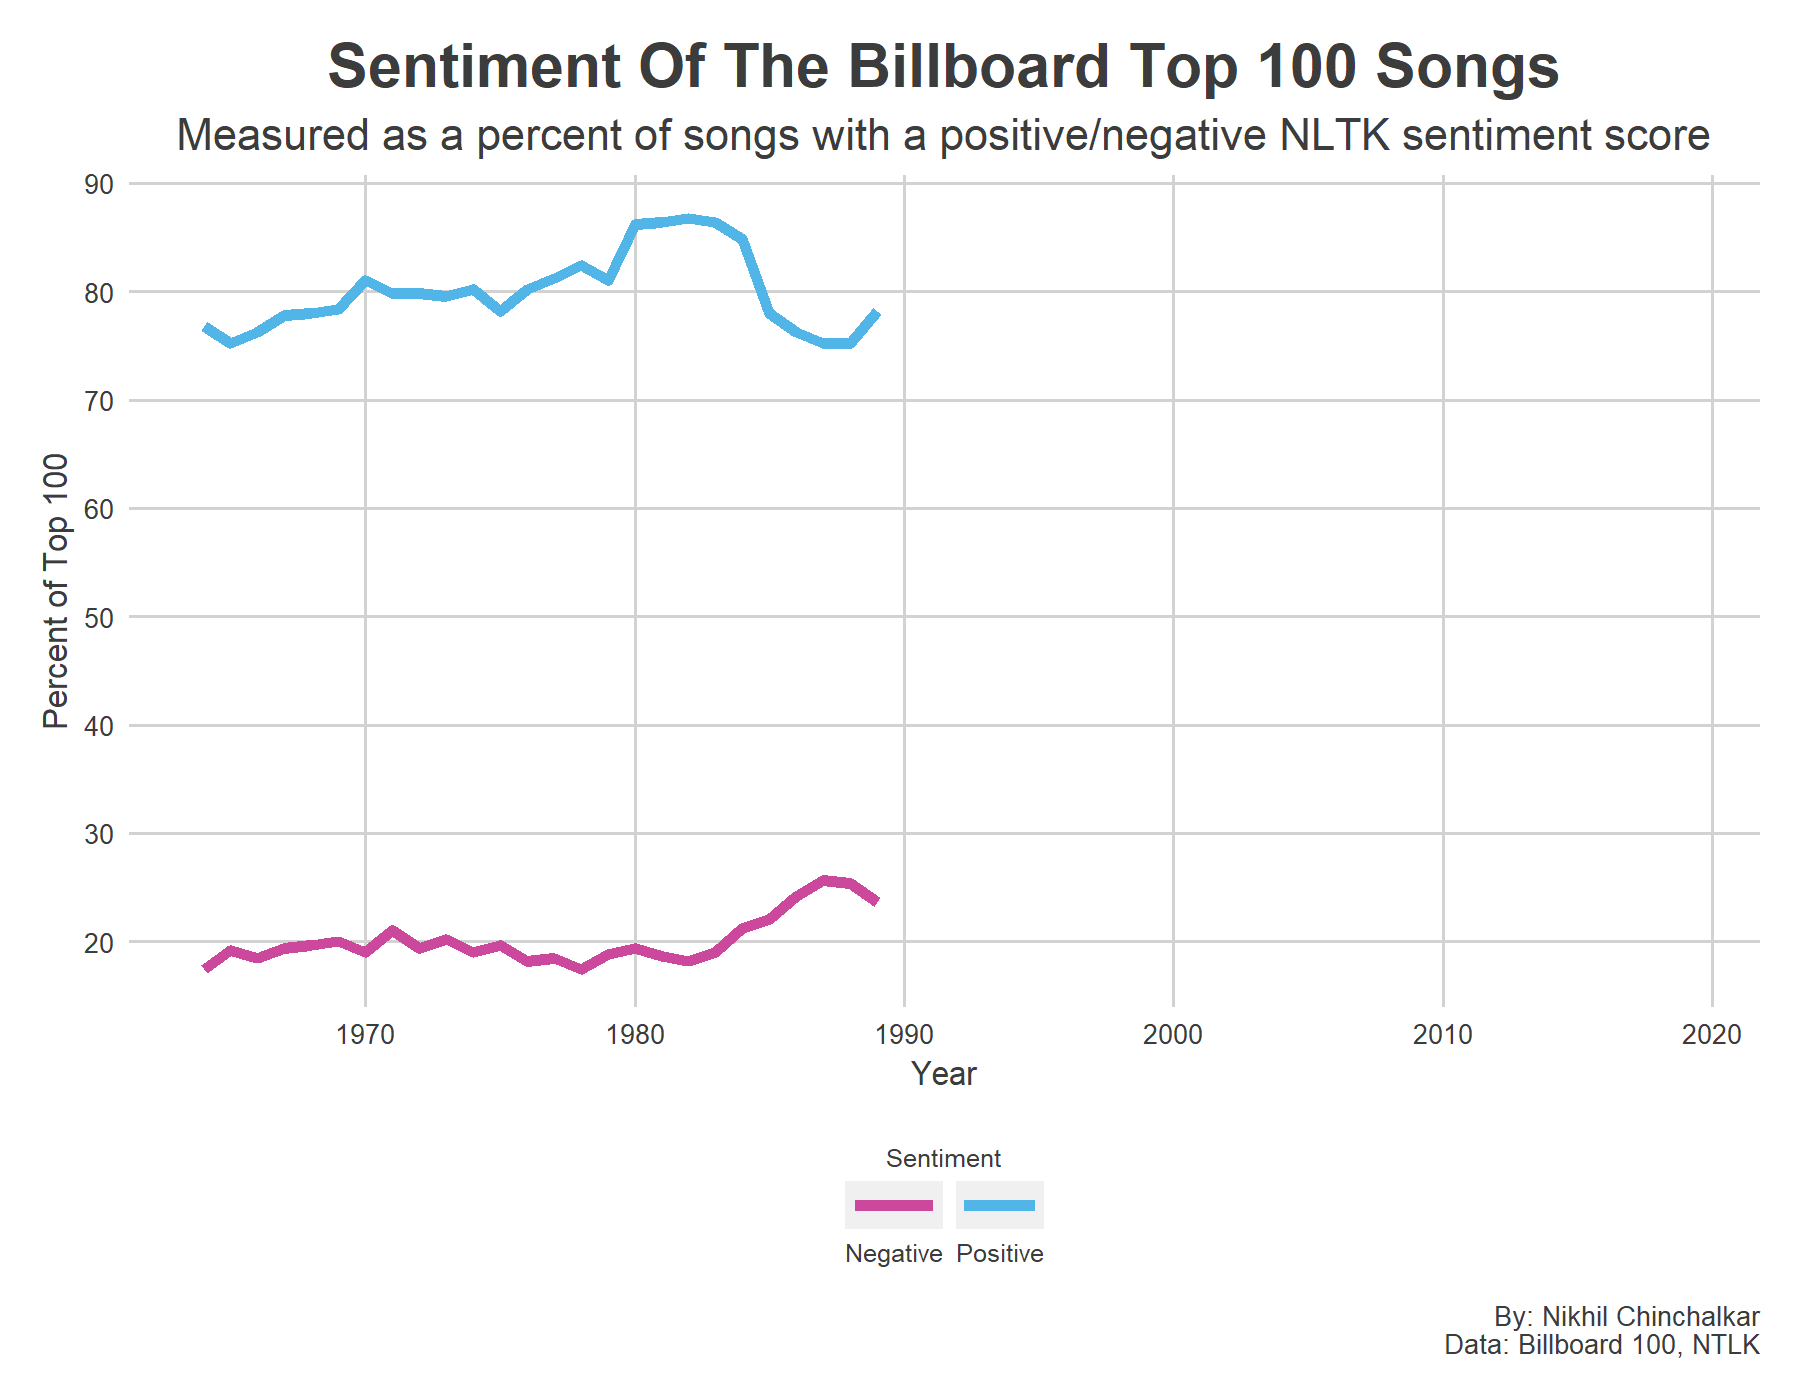 Sentiment Of The Billboard Top 100 Songs
Measured as a percent of songs with a positive/negative NLTK sentiment score
90
80
70
60
50
40
30
20
Percent of Top 100
1970 1980 1990 2000 2010 2020
Year
Sentiment
Negative Positive
By: Nikhil Chinchalkar
Data: Billboard 100, NTLK